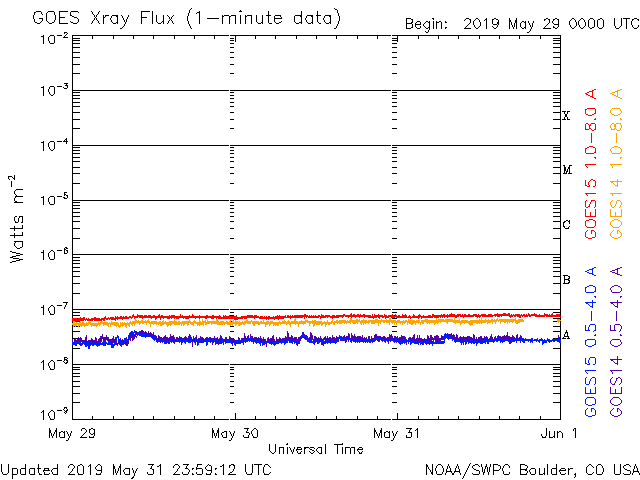 GOES Xray Flux (1-minute data)
Begin: 2019 May 29 0000 UTC
10⁻²
10⁻³
10⁻⁴
10⁻⁵
10⁻⁶
10⁻⁷
10⁻⁸
10⁻⁹
Watts m⁻²
X
M
C
B
A
GOES15 1.0-8.0 A
GOES14 1.0-8.0 A
GOES15 0.5-4.0 A
GOES14 0.5-4.0 A
May 29
May 30
May 31
Jun 1
Universal Time
Updated 2019 May 31 23:59:12 UTC
NOAA/SWPC Boulder, CO USA